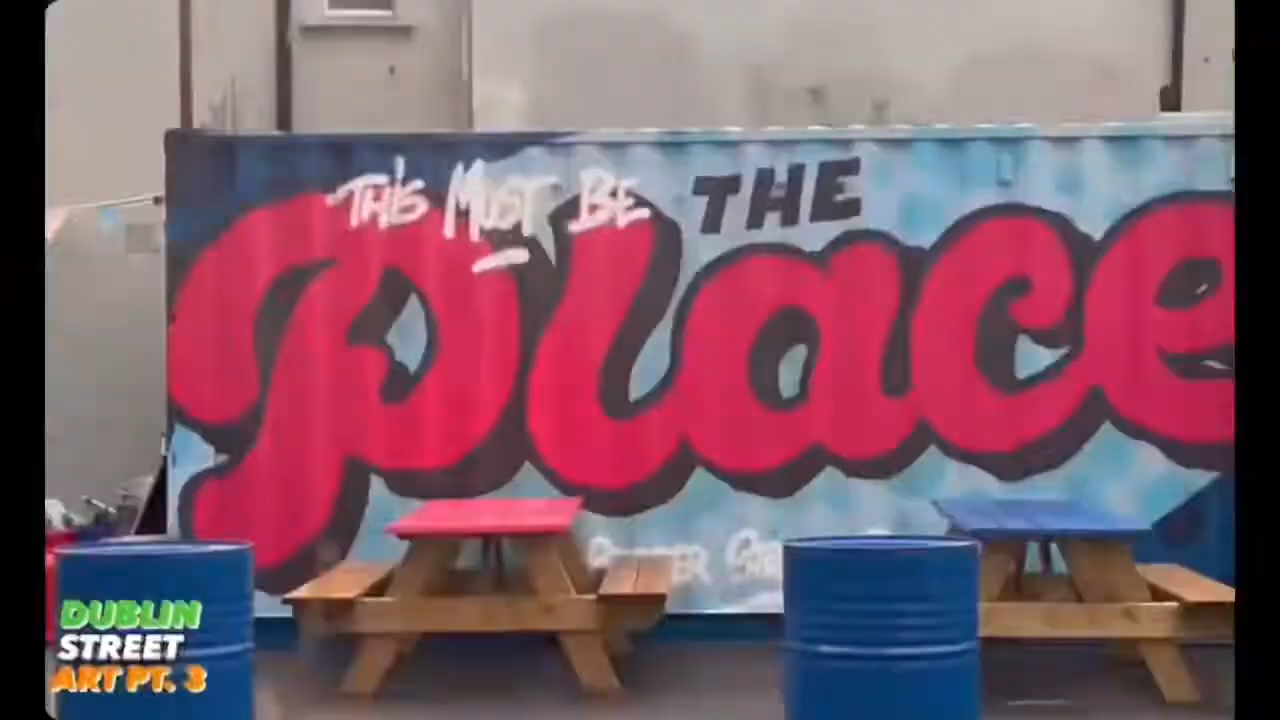 THIS MUST BE THE
Place
DUBLIN
STREET
ART PT. 3